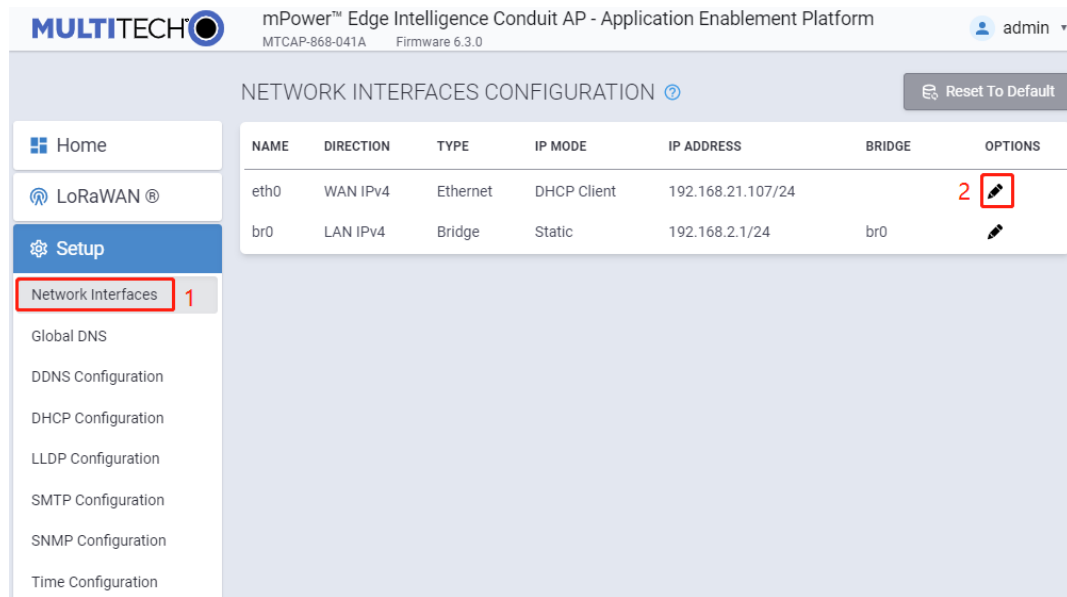 MULTITECH
mPower™ Edge Intelligence Conduit AP - Application Enablement Platform
MTCAP-868-041A Firmware 6.3.0
admin
NETWORK INTERFACES CONFIGURATION
Reset To Default
Home
LoRaWAN ®
Setup
Network Interfaces 1
Global DNS
DDNS Configuration
DHCP Configuration
LLDP Configuration
SMTP Configuration
SNMP Configuration
Time Configuration
NAME DIRECTION TYPE IP MODE IP ADDRESS BRIDGE OPTIONS
eth0 WAN IPv4 Ethernet DHCP Client 192.168.21.107/24 2
br0 LAN IPv4 Bridge Static 192.168.2.1/24 br0